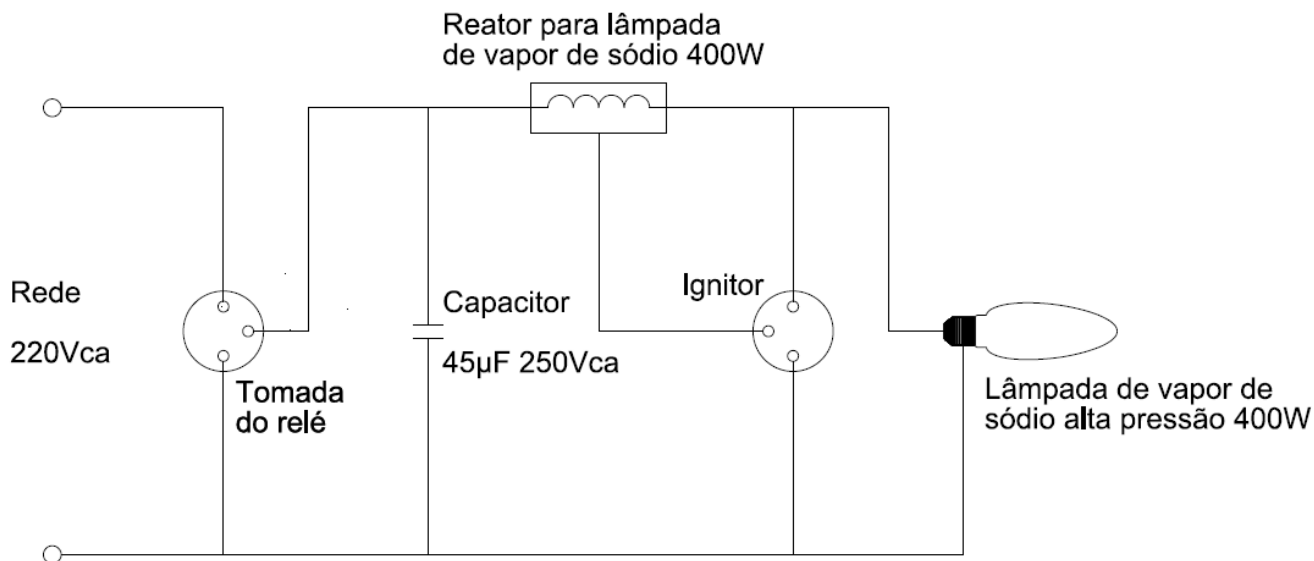 Reator para lâmpada
de vapor de sódio 400W
Rede
220Vca
Tomada
do relé
Capacitor
45µF 250Vca
Ignitor
Lâmpada de vapor de
sódio alta pressão 400W